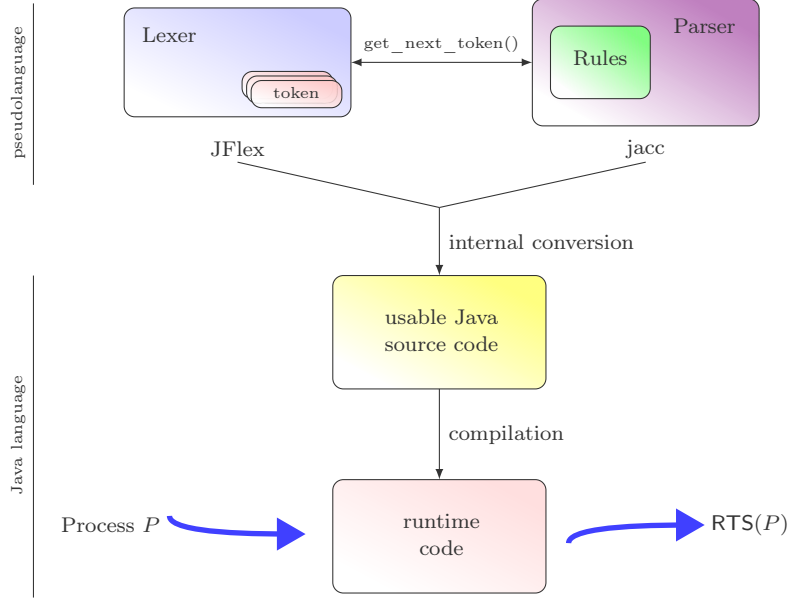 pseudolanguage
Lexer
token
get_next_token()
Parser
Rules
JFlex
jacc
internal conversion
Java language
usable Java
source code
compilation
Process P
runtime
code
RTS(P)